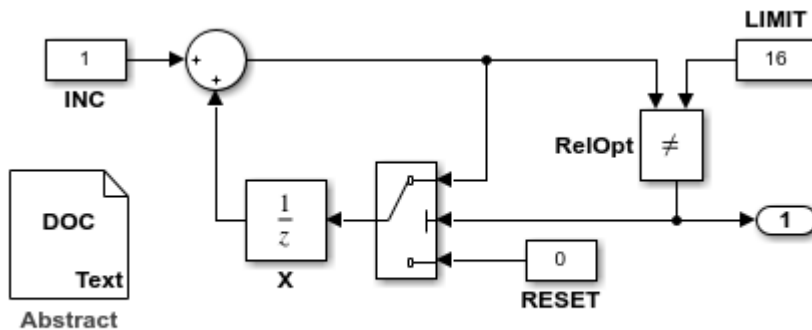 LIMIT
1
+
+
16
INC
RelOpt
≠
DOC
Text
Abstract
1
z
X
1
0
RESET